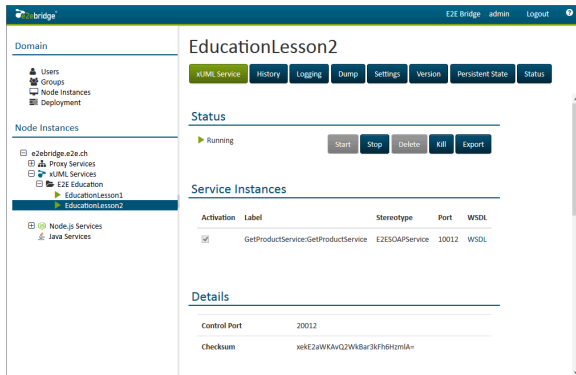 e2ebridge
E2E Bridge admin Logout
Domain
Users
Groups
Node Instances
Deployment
Node Instances
e2ebridge.e2e.ch
Proxy Services
xUML Services
E2E Education
EducationLesson1
EducationLesson2
Node.js Services
Java Services
EducationLesson2
xUML Service History Logging Dump Settings Version Persistent State Status
Status
Running Start Stop Delete Kill Export
Service Instances
Activation Label Stereotype Port WSDL
GetProductService:GetProductService E2ESOAPService 10012 WSDL
Details
Control Port 20012
Checksum xekE2aWKAvQ2WkBar3kFh6HzmlA=